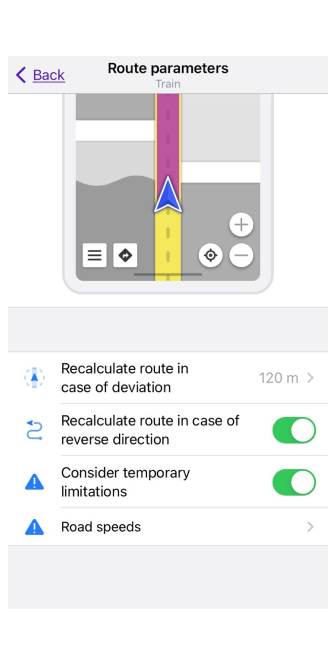 Back
Route parameters
Train
Recalculate route in
case of deviation
120 m
Recalculate route in case of
reverse direction
Consider temporary
limitations
Road speeds